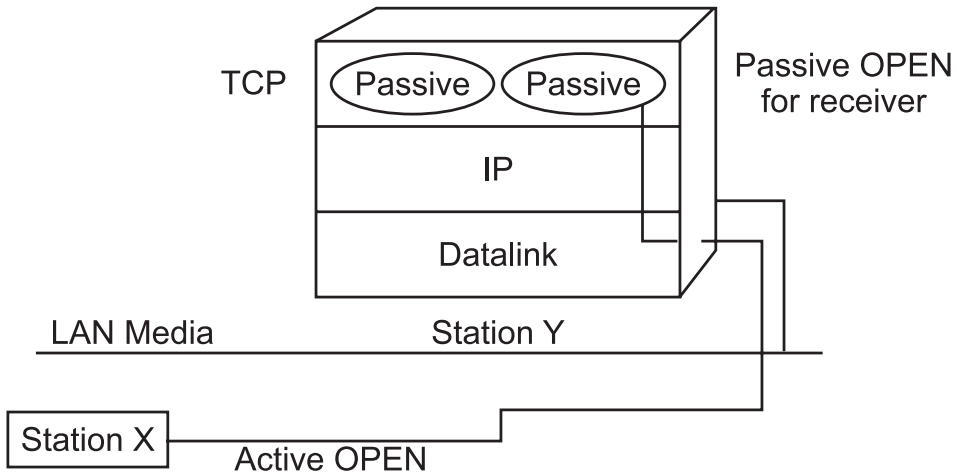 TCP
Passive
Passive
Passive OPEN
for receiver
IP
Datalink
LAN Media
Station Y
Station X
Active OPEN